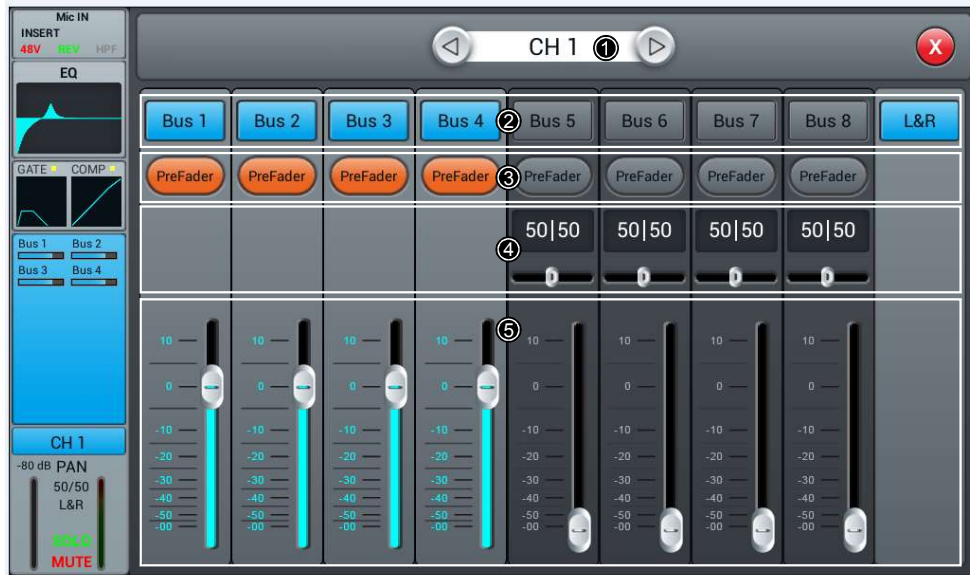 Mic IN
INSERT
48V REV HPF
EQ
GATE COMP
Bus 1 Bus 2
Bus 3 Bus 4
CH 1
-80 dB PAN
50/50
L&R
SOLO
MUTE
CH 1 ① X
Bus 1 Bus 2 Bus 3 Bus 4 ② Bus 5 Bus 6 Bus 7 Bus 8 L&R
PreFader PreFader PreFader PreFader ③ PreFader PreFader PreFader PreFader
50|50 50|50 50|50 50|50
④
⑤
10 10 10 10 10 10 10 10
0 0 0 0 0 0 0 0
-10 -10 -10 -10 -10 -10 -10 -10
-20 -20 -20 -20 -20 -20 -20 -20
-30 -30 -30 -30 -30 -30 -30 -30
-40 -40 -40 -40 -40 -40 -40 -40
-50 -50 -50 -50 -50 -50 -50 -50
-00 -00 -00 -00 -00 -00 -00 -00